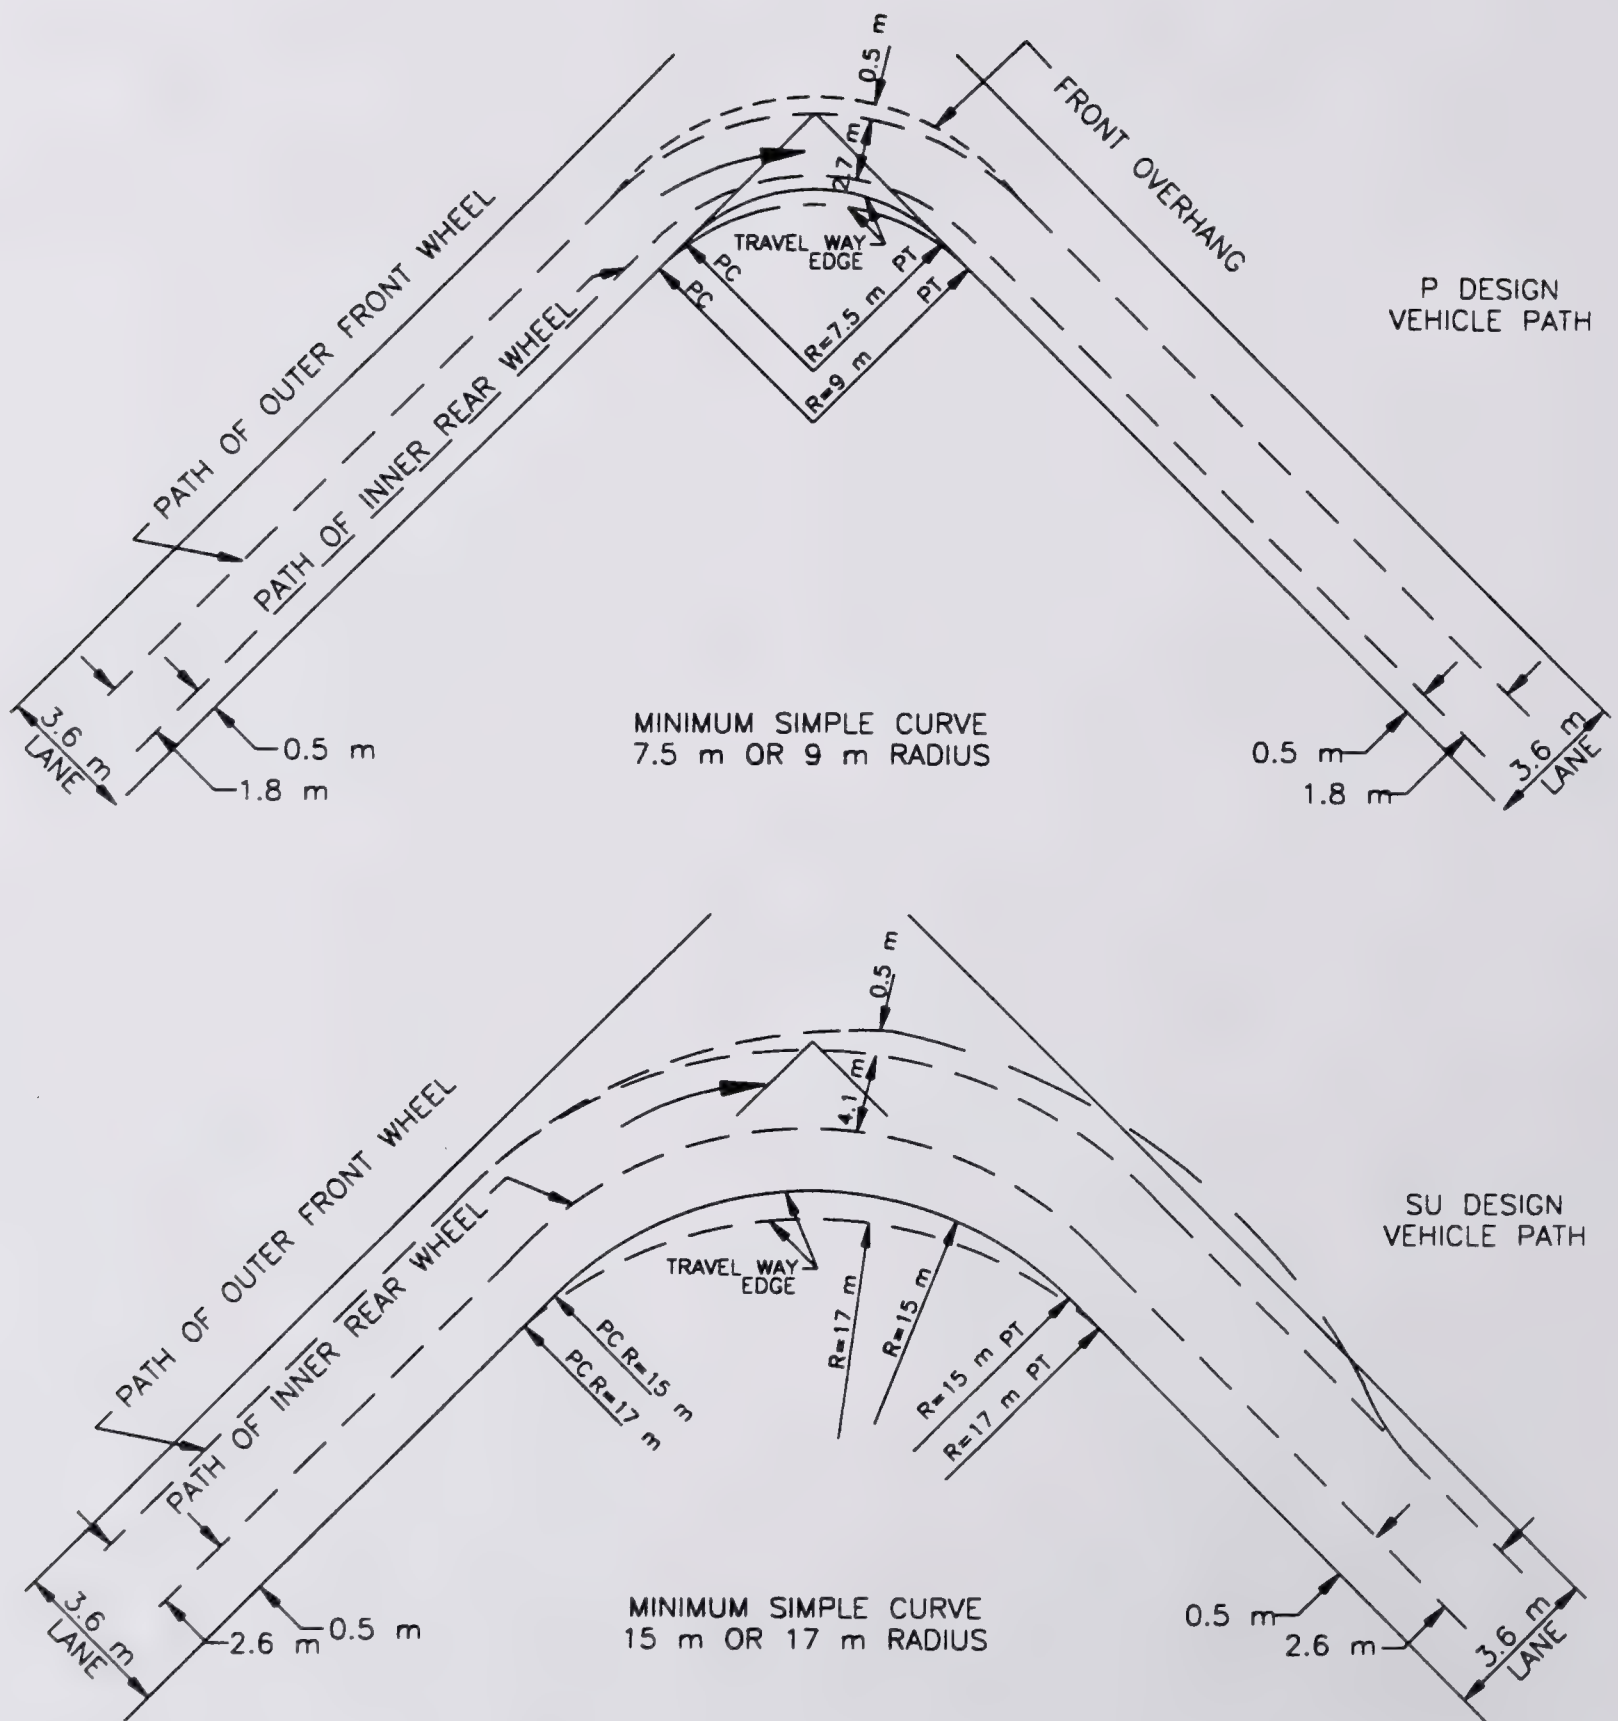 0.5 m
FRONT OVERHANG
2.7 m
PATH OF OUTER FRONT WHEEL
TRAVEL WAY
EDGE
PC
PT
PC
PT
R=7.5 m
R=9 m
P DESIGN
VEHICLE PATH
PATH OF INNER REAR WHEEL
3.6 m
LANE
0.5 m
1.8 m
MINIMUM SIMPLE CURVE
7.5 m OR 9 m RADIUS
0.5 m
1.8 m
3.6 m
LANE
0.5 m
4.1 m
PATH OF OUTER FRONT WHEEL
PATH OF INNER REAR WHEEL
TRAVEL WAY
EDGE
SU DESIGN
VEHICLE PATH
PC R=15 m
PC R=17 m
R=17 m
R=15 m
R=15 m PT
R=17 m PT
3.6 m
LANE
2.6 m
0.5 m
MINIMUM SIMPLE CURVE
15 m OR 17 m RADIUS
0.5 m
2.6 m
3.6 m
LANE